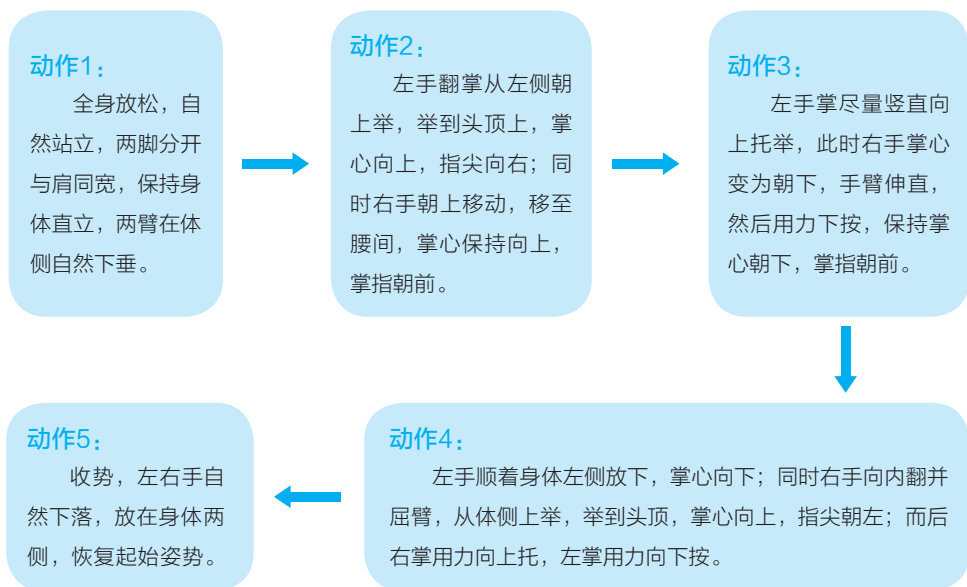 动作1：
全身放松，自
然站立，两脚分开
与肩同宽，保持身
体直立，两臂在体
侧自然下垂。
动作2：
左手翻掌从左侧朝
上举，举到头顶上，掌
心向上，指尖向右；同
时右手朝上移动，移至
腰间，掌心保持向上，
掌指朝前。
动作3：
左手掌尽量竖直向
上托举，此时右手掌心
变为朝下，手臂伸直，
然后用力下按，保持掌
心朝下，掌指朝前。
动作4：
左手顺着身体左侧放下，掌心向下；同时右手向内翻并
屈臂，从体侧上举，举到头顶，掌心向上，指尖朝左；而后
右掌用力向上托，左掌用力向下按。
动作5：
收势，左右手自
然下落，放在身体两
侧，恢复起始姿势。